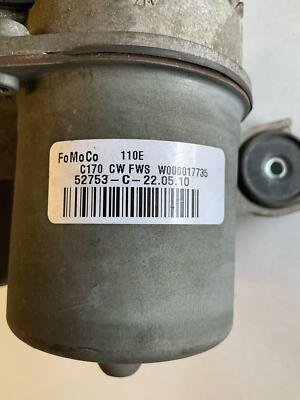 FoMoCo 110E
C170 CW FWS W000017735
52753-C-22.05.10